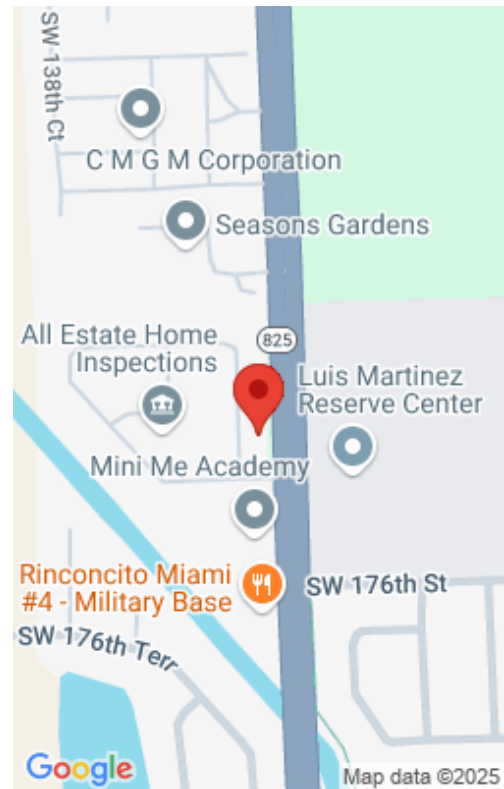 SW 138th Ct
C M G M Corporation
Seasons Gardens
825
All Estate Home
Inspections
Luis Martinez
Reserve Center
Mini Me Academy
Rinconcito Miami
#4 - Military Base
SW 176th St
SW 176th Terr
Google
Map data ©2025